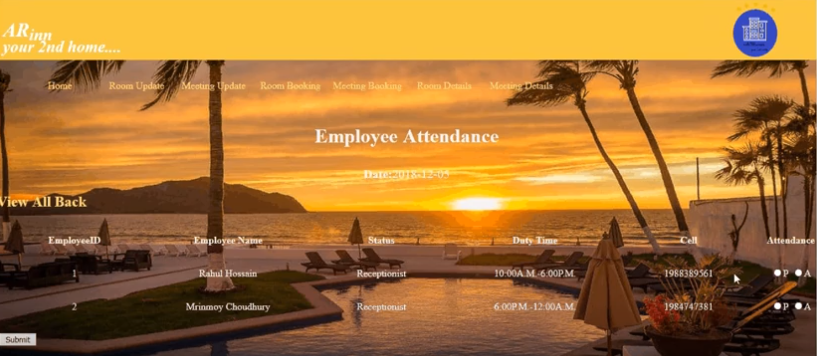 ARinn
your 2nd home....
Home Room Update Meeting Update Room Booking Meeting Booking Room Details Meeting Details
Employee Attendance
Date:2018-12-05
View All Back
EmployeeID Employee Name Status Duty Time Cell Attendance
1 Rahul Hossain Receptionist 10:00A.M.-6:00P.M. 1988389561 P A
2 Mrinmoy Choudhury Receptionist 6:00P.M.-12:00A.M. 1984747381 P A
Submit